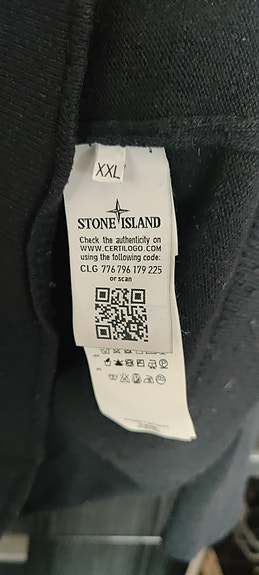 XXL
STONE ISLAND
Check the authenticity on
WWW.CERTILOGO.COM
using the following code:
CLG 776 796 179 225
or scan